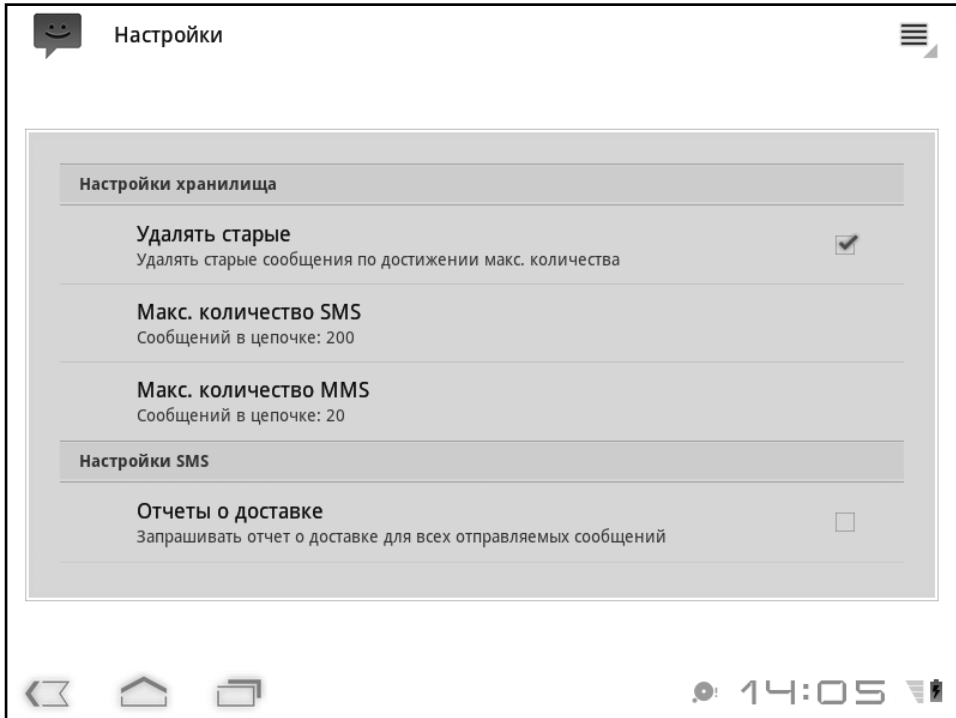 Настройки
Настройки хранилища
Удалять старые
Удалять старые сообщения по достижении макс. количества
Макс. количество SMS
Сообщений в цепочке: 200
Макс. количество MMS
Сообщений в цепочке: 20
Настройки SMS
Отчеты о доставке
Запрашивать отчет о доставке для всех отправляемых сообщений
14:05